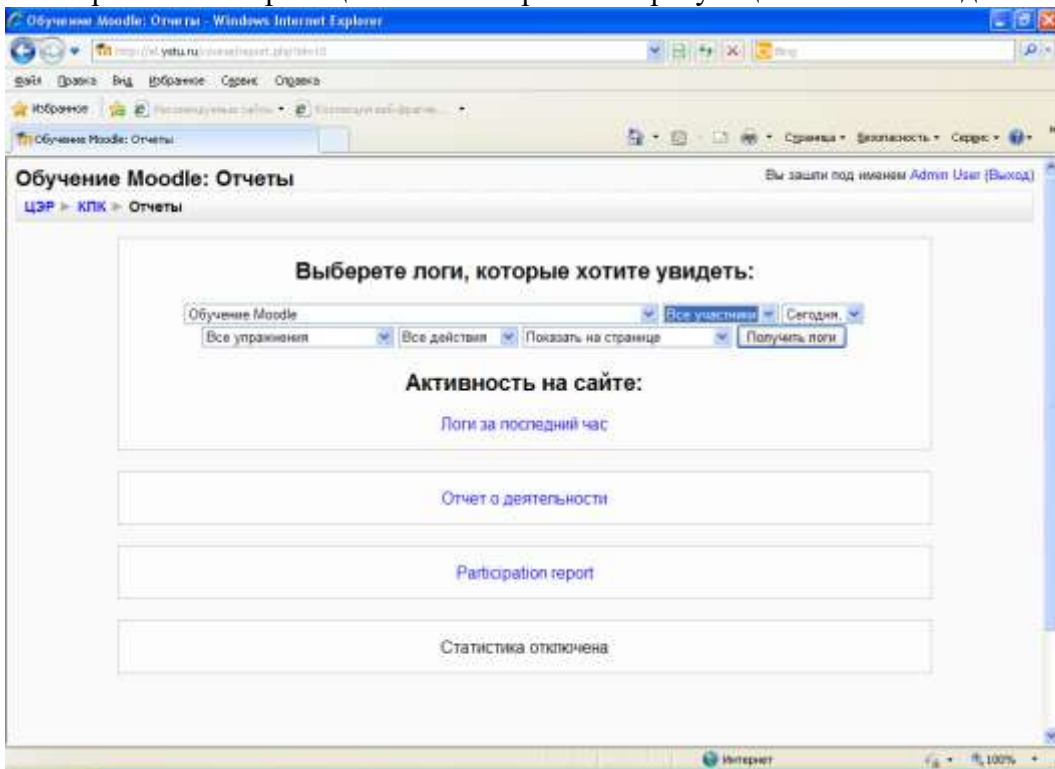 Обучение Moodle: Отчеты - Windows Internet Explorer
Файл Правка Вид Избранное Сервис Справка
Избранное
Обучение Moodle: Отчеты Страница Безопасность Сервис
Обучение Moodle: Отчеты Вы зашли под именем Admin User (Выход)
ЦЭР ► КПК ► Отчеты
Выберете логи, которые хотите увидеть:
Обучение Moodle Все участники Сегодня,
Все упражнения Все действия Показать на странице Получить логи
Активность на сайте:
Логи за последний час
Отчет о деятельности
Participation report
Статистика отключена
Интернет 100%